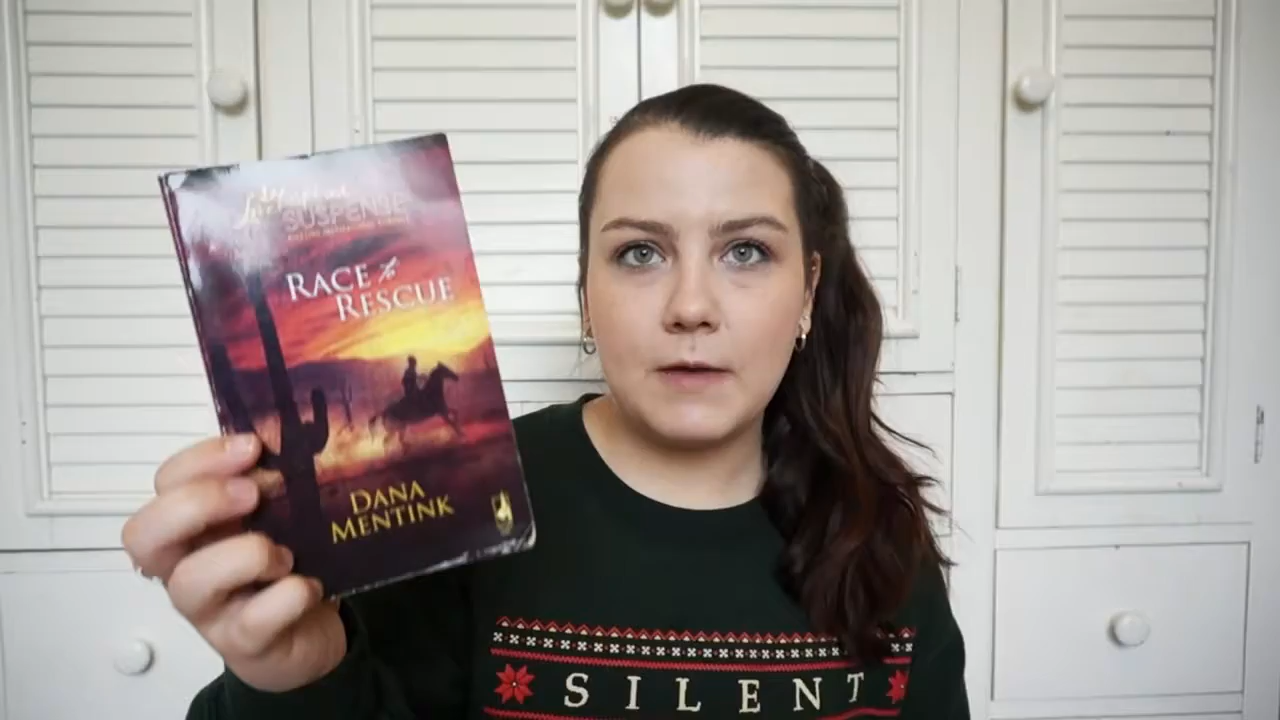 SUSPENSE
RACE to
RESCUE
DANA
MENTINK
SILENT